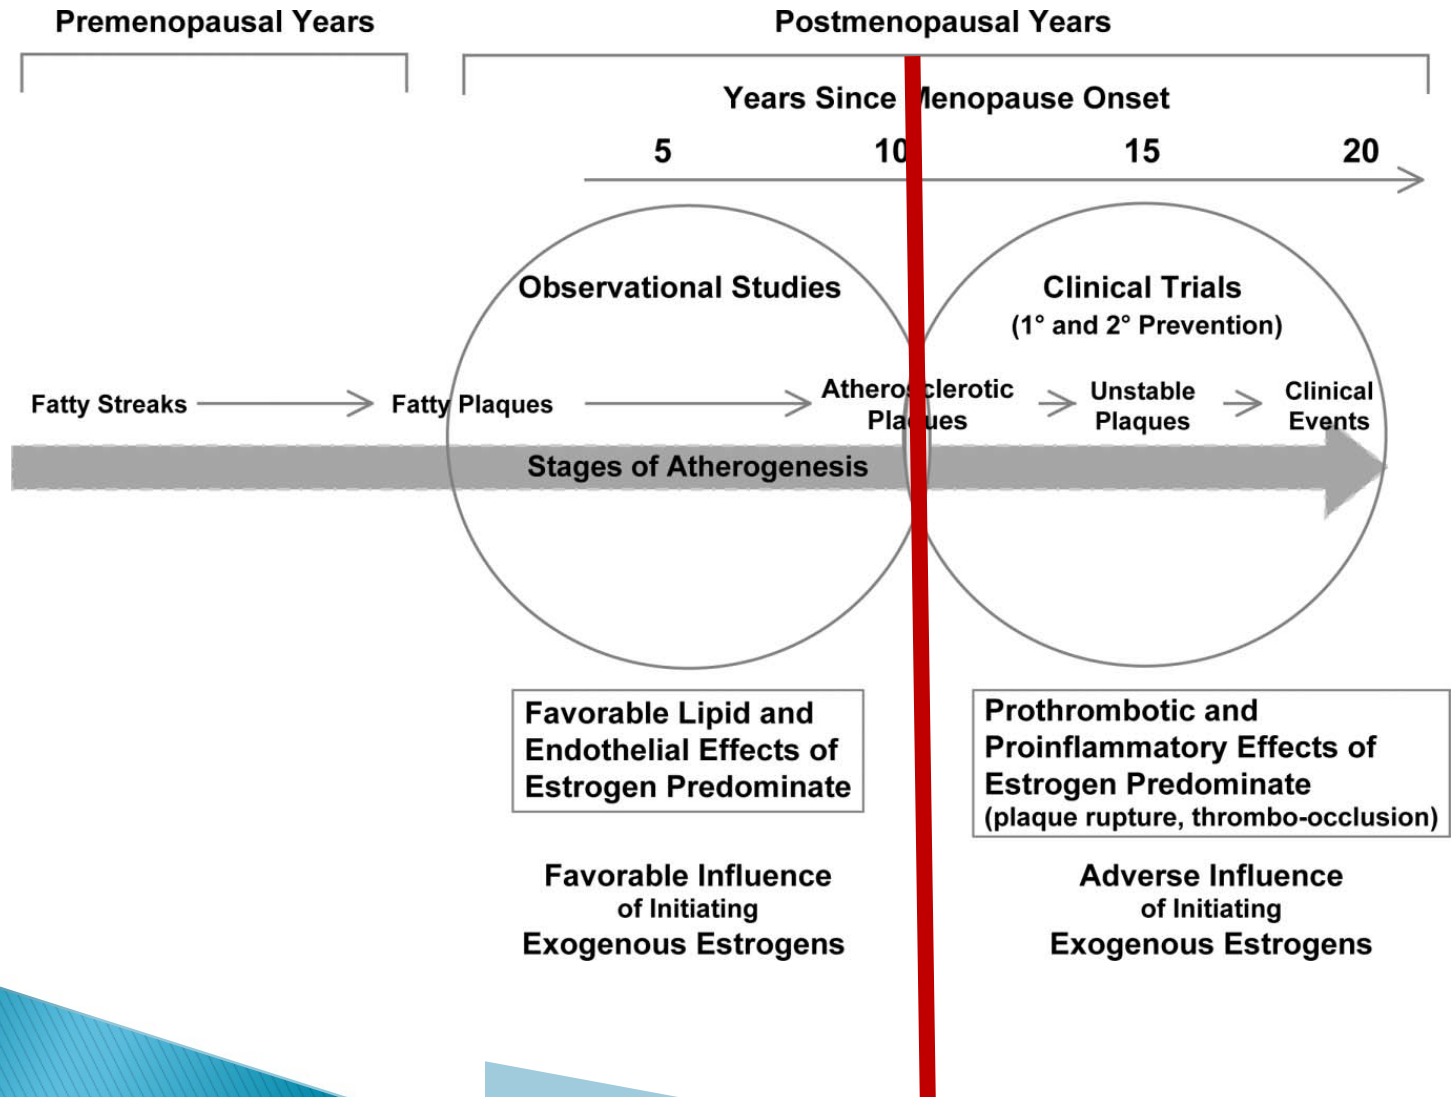 Premenopausal Years
Postmenopausal Years
Years Since Menopause Onset
5 10 15 20
Observational Studies
Clinical Trials
(1° and 2° Prevention)
Fatty Streaks
Fatty Plaques
Atherosclerotic
Plaques
Unstable
Plaques
Clinical
Events
Stages of Atherogenesis
Favorable Lipid and
Endothelial Effects of
Estrogen Predominate
Prothrombotic and
Proinflammatory Effects of
Estrogen Predominate
(plaque rupture, thrombo-occlusion)
Favorable Influence
of Initiating
Exogenous Estrogens
Adverse Influence
of Initiating
Exogenous Estrogens